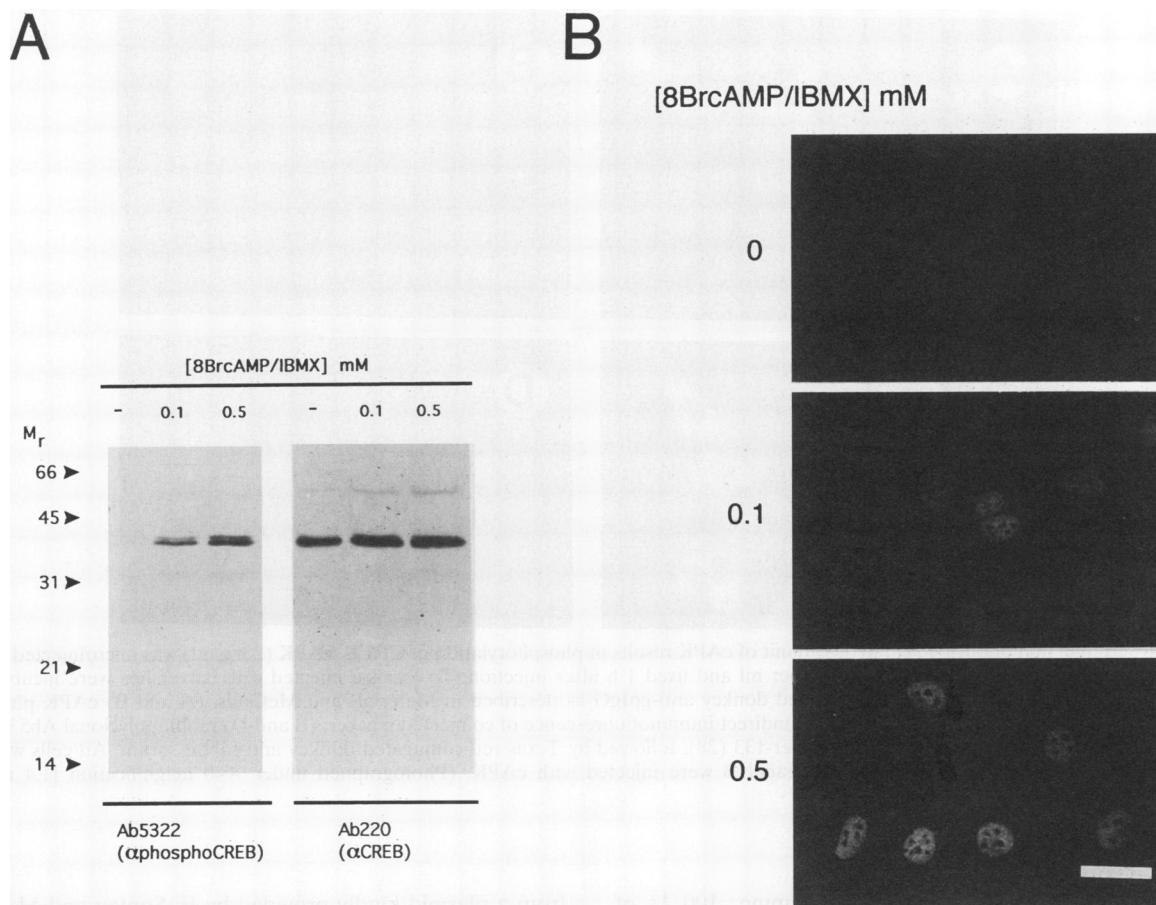 A
[8BrcAMP/IBMX] mM
– 0.1 0.5 – 0.1 0.5
Mr
66
45
31
21
14
Ab5322
(αphosphoCREB)
Ab220
(αCREB)
B
[8BrcAMP/IBMX] mM
0
0.1
0.5